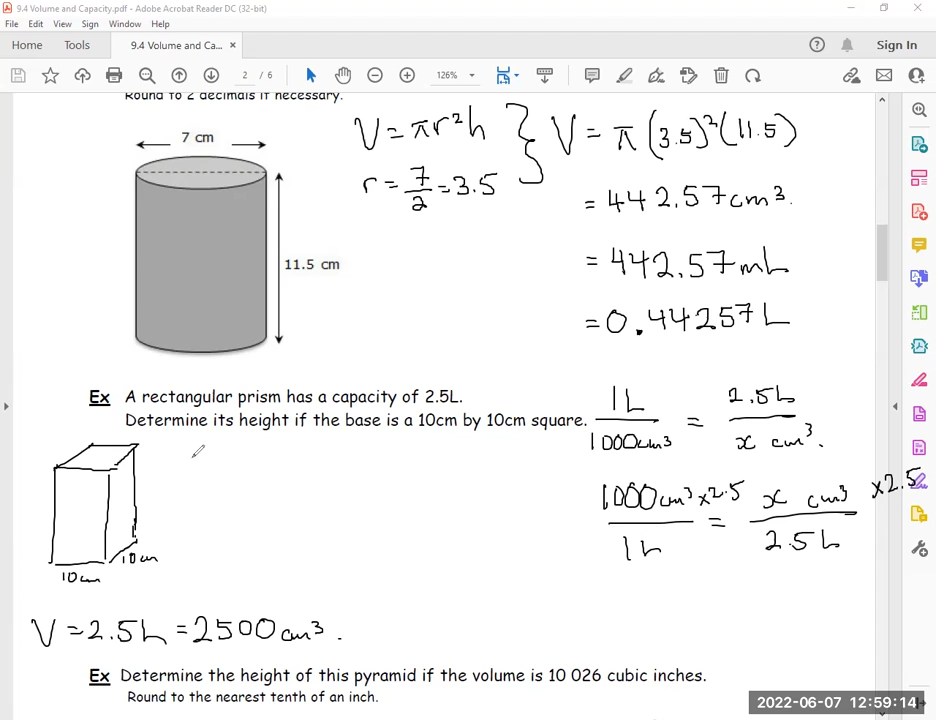 9.4 Volume and Capacity.pdf - Adobe Acrobat Reader DC (32-bit)
File Edit View Sign Window Help
Home Tools 9.4 Volume and Ca... × Sign In
2 / 6 126%
Round to 2 decimals if necessary.
7 cm
11.5 cm
V = πr²h } V = π(3.5)²(11.5)
r = 7/2 = 3.5
= 442.57cm³.
= 442.57mL
= 0.44257L
Ex A rectangular prism has a capacity of 2.5L.
Determine its height if the base is a 10cm by 10cm square.
1L/1000cm³ = 2.5L/x cm³.
1000cm³ x2.5/1L = x cm³/2.5L x2.5
10cm
10cm
V = 2.5L = 2500cm³.
Ex Determine the height of this pyramid if the volume is 10 026 cubic inches.
Round to the nearest tenth of an inch.
2022-06-07 12:59:14